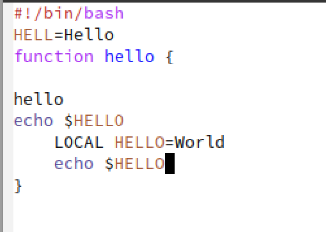 #!/bin/bash
HELL=Hello
function hello {
hello
echo $HELLO
LOCAL HELLO=World
echo $HELLO
}